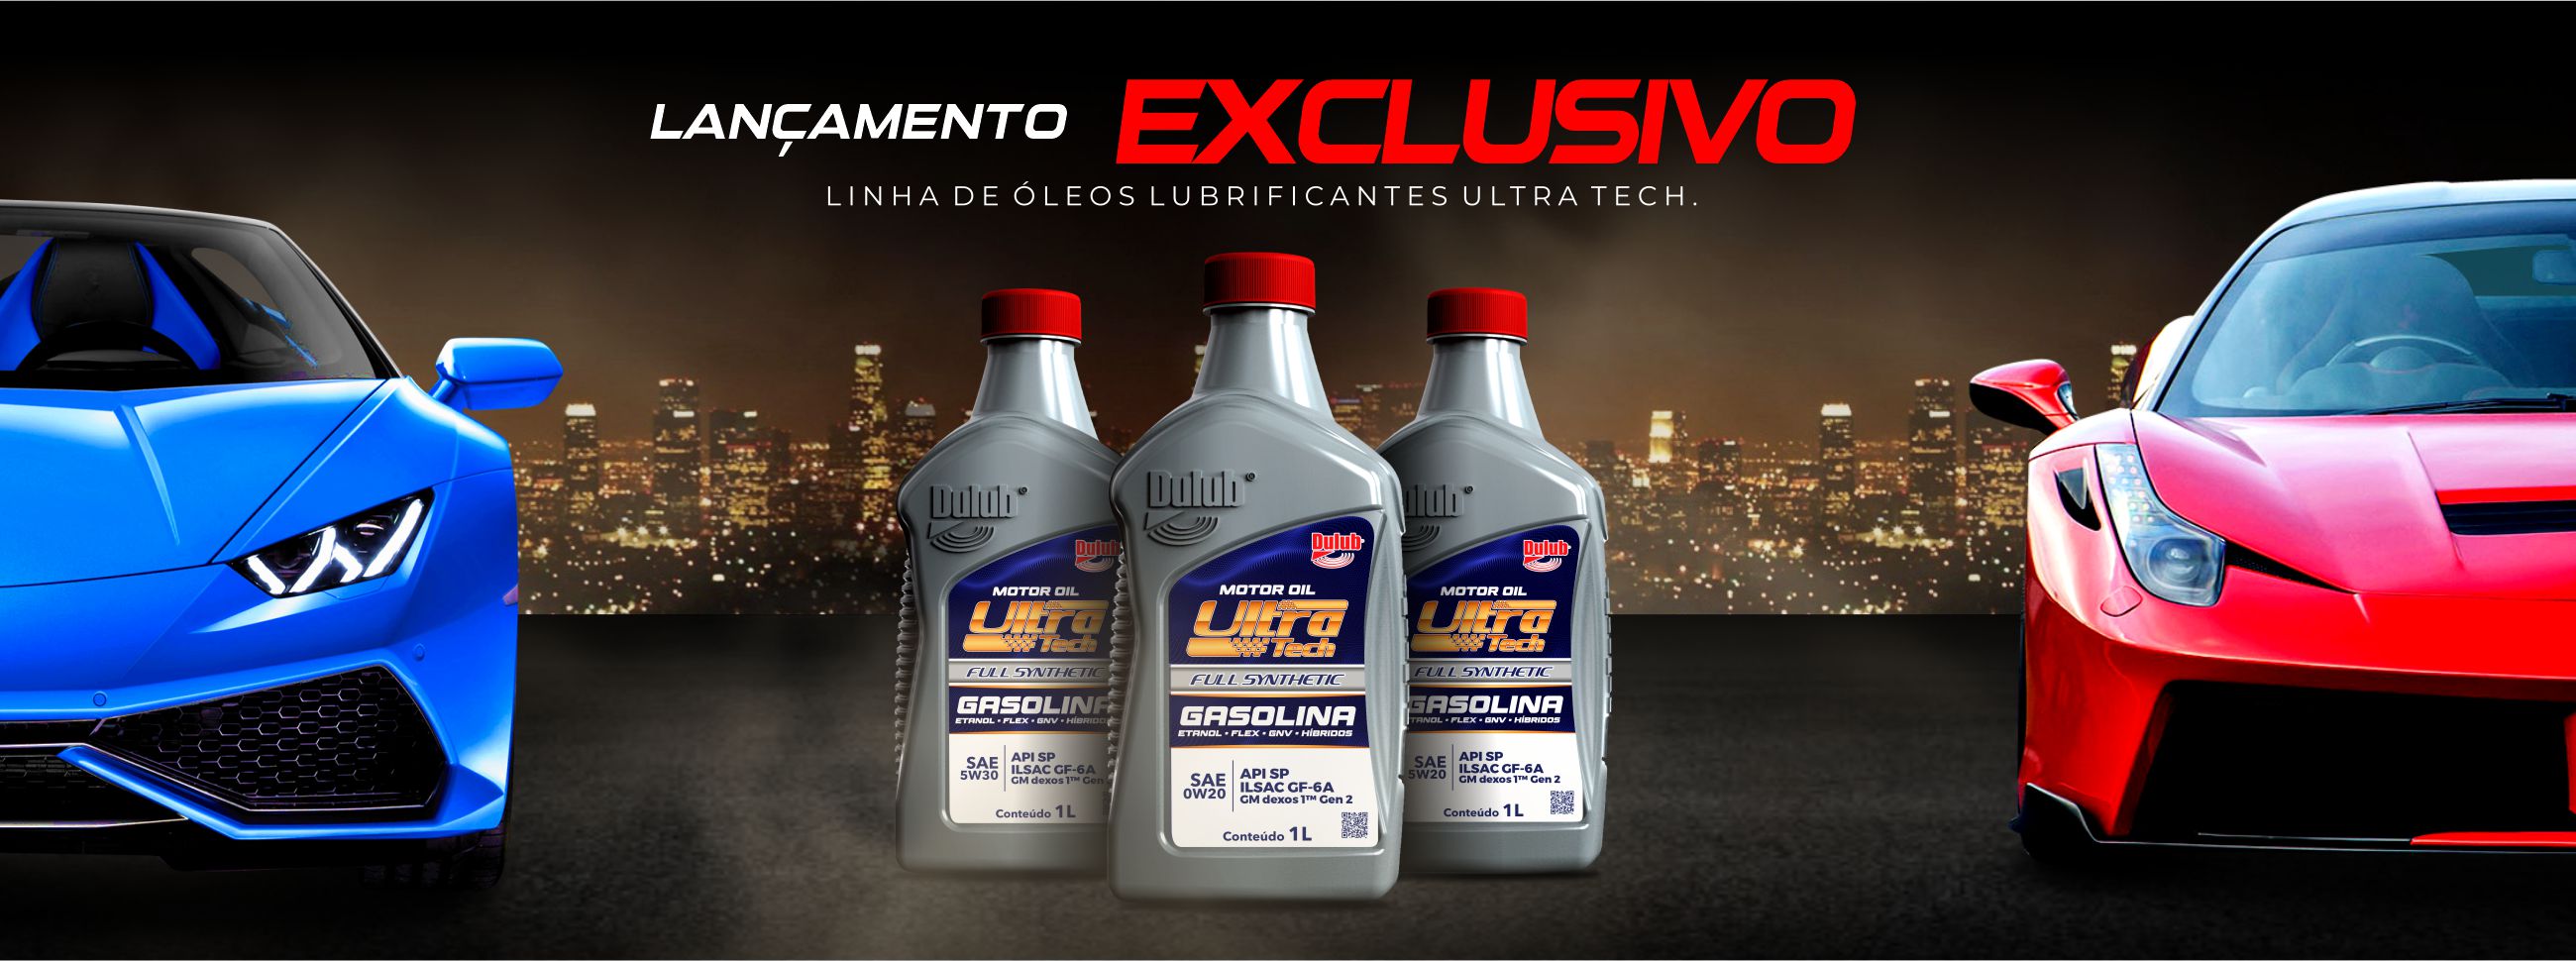 LANÇAMENTO EXCLUSIVO
LINHA DE ÓLEOS LUBRIFICANTES ULTRA TECH.
Dulub
Dulub
MOTOR OIL
Ultra
Tech
FULL SYNTHETIC
GASOLINA
ETANOL • FLEX • GNV • HÍBRIDOS
SAE
5W30
API SP
ILSAC GF-6A
GM dexos 1™ Gen
Conteúdo 1L
Dulub
Dulub
MOTOR OIL
Ultra
Tech
FULL SYNTHETIC
GASOLINA
ETANOL • FLEX • GNV • HÍBRIDOS
SAE
0W20
API SP
ILSAC GF-6A
GM dexos 1™ Gen 2
Conteúdo 1L
Dulub
MOTOR OIL
Ultra
Tech
FULL SYNTHETIC
GASOLINA
FLEX • GNV • HÍBRIDOS
SAE
5W20
API SP
ILSAC GF-6A
GM dexos 1™ Gen 2
Conteúdo 1L